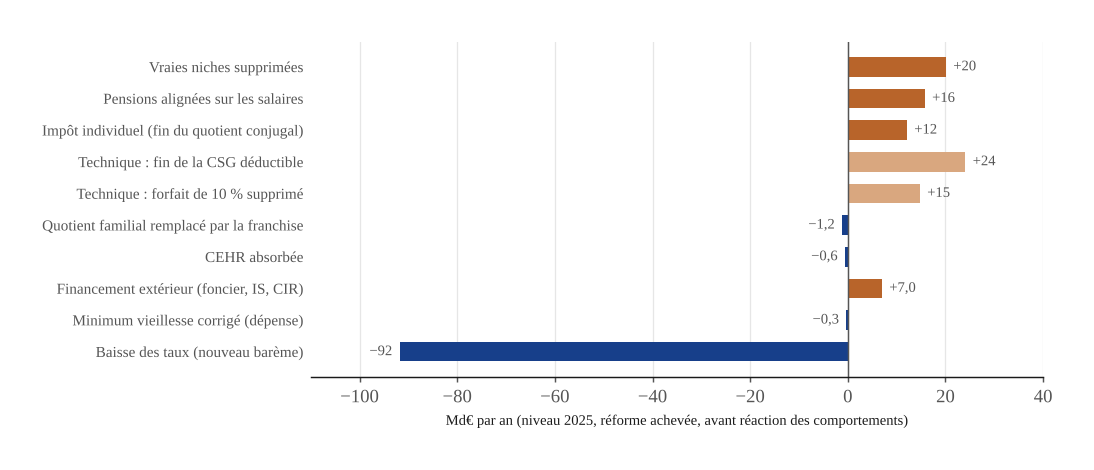 Vraies niches supprimées
+20
Pensions alignées sur les salaires
+16
Impôt individuel (fin du quotient conjugal)
+12
Technique : fin de la CSG déductible
+24
Technique : forfait de 10 % supprimé
+15
Quotient familial remplacé par la franchise
−1,2
CEHR absorbée
−0,6
Financement extérieur (foncier, IS, CIR)
+7,0
Minimum vieillesse corrigé (dépense)
−0,3
Baisse des taux (nouveau barème)
−92
−100 −80 −60 −40 −20 0 20 40
Md€ par an (niveau 2025, réforme achevée, avant réaction des comportements)